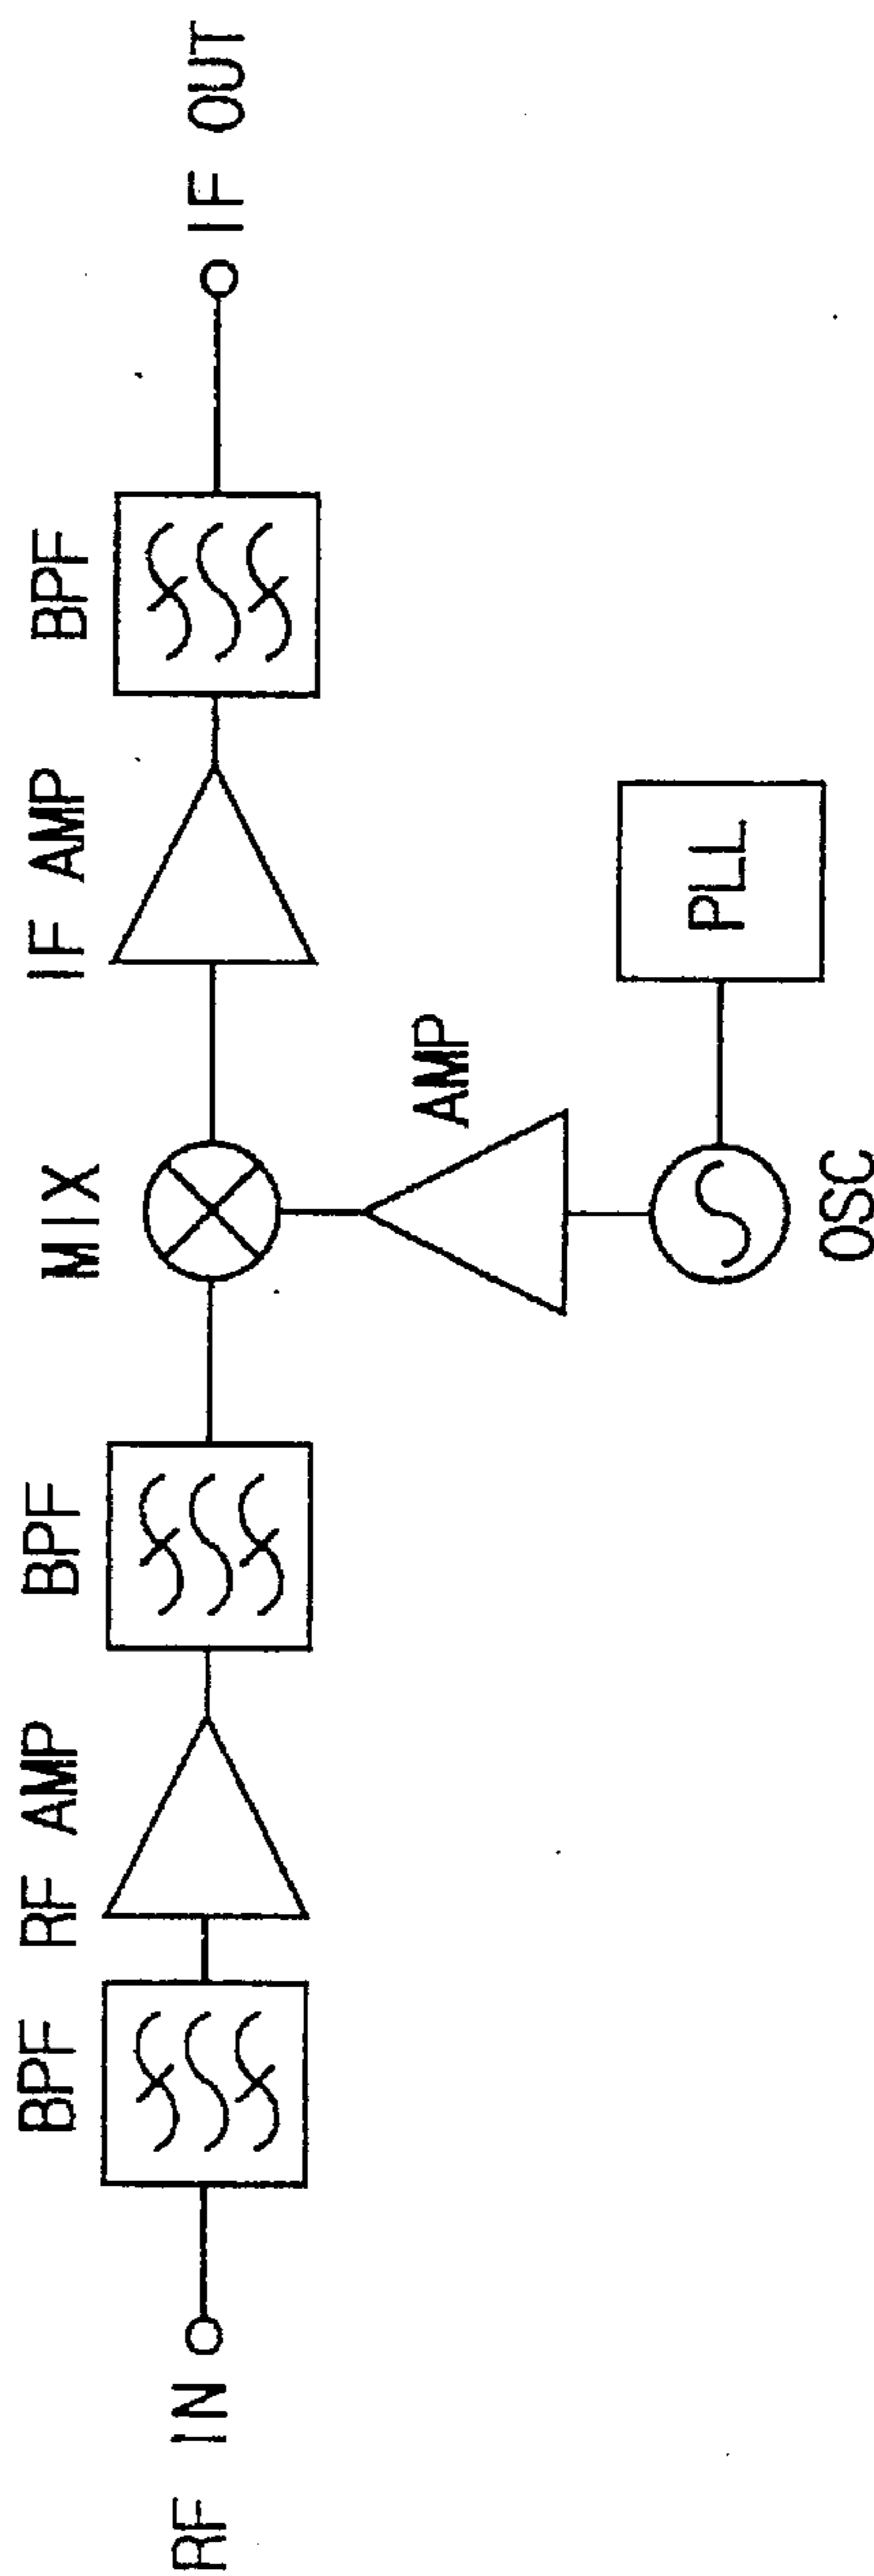 RF IN
BPF
RF AMP
BPF
MIX
IF AMP
BPF
IF OUT
AMP
OSC
PLL